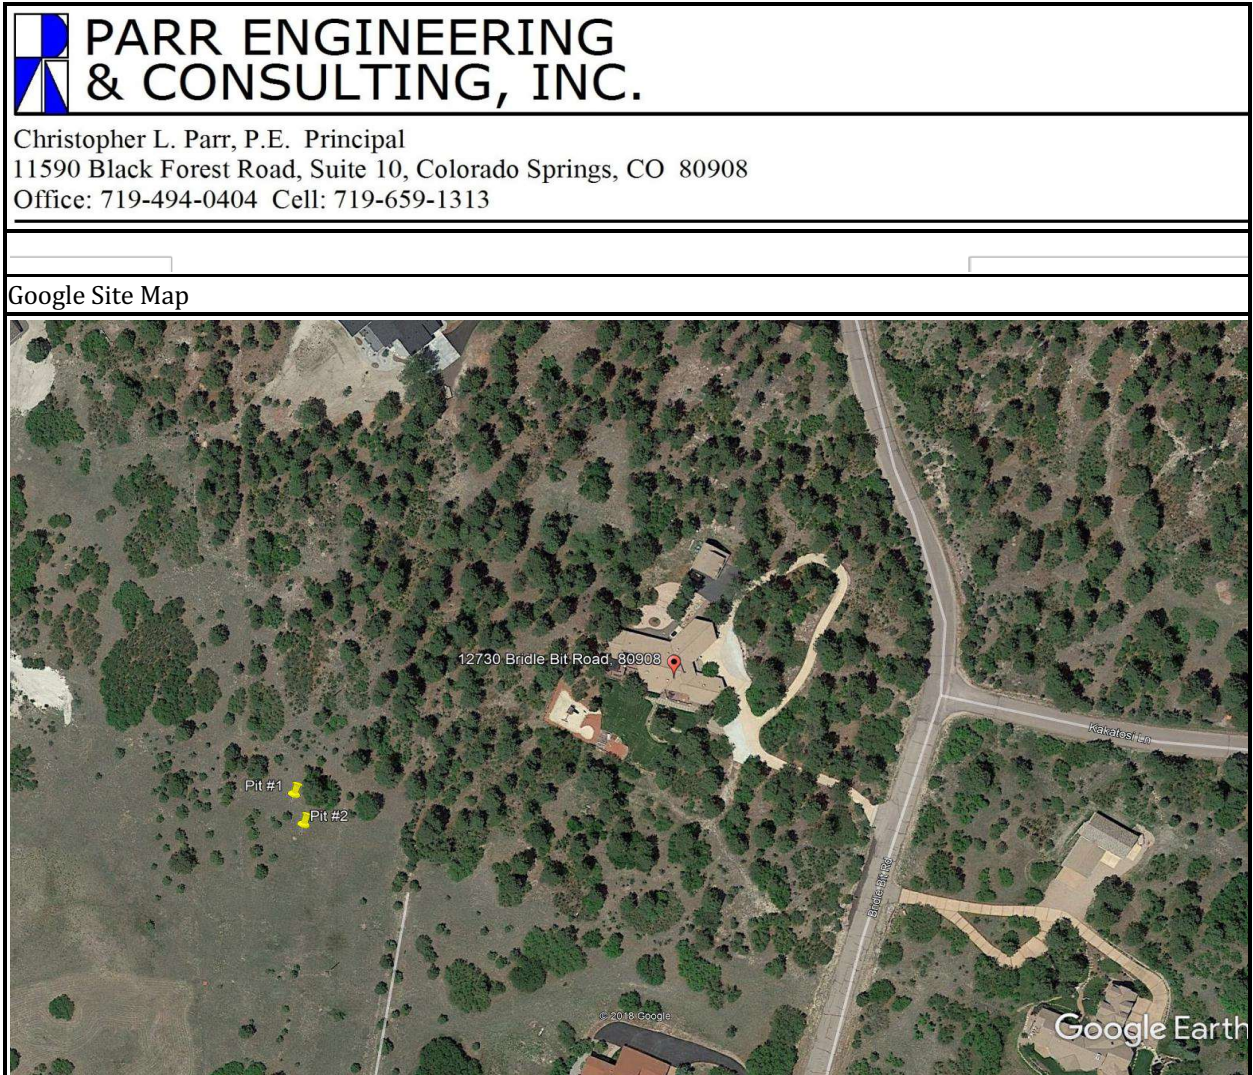 PARR ENGINEERING
& CONSULTING, INC.
Christopher L. Parr, P.E. Principal
11590 Black Forest Road, Suite 10, Colorado Springs, CO 80908
Office: 719-494-0404 Cell: 719-659-1313
Google Site Map
12730 Bridle Bit Road, 80908
Kakatosi Ln
Pit #1
Pit #2
Bridle Bit Rd
© 2018 Google
Google Earth